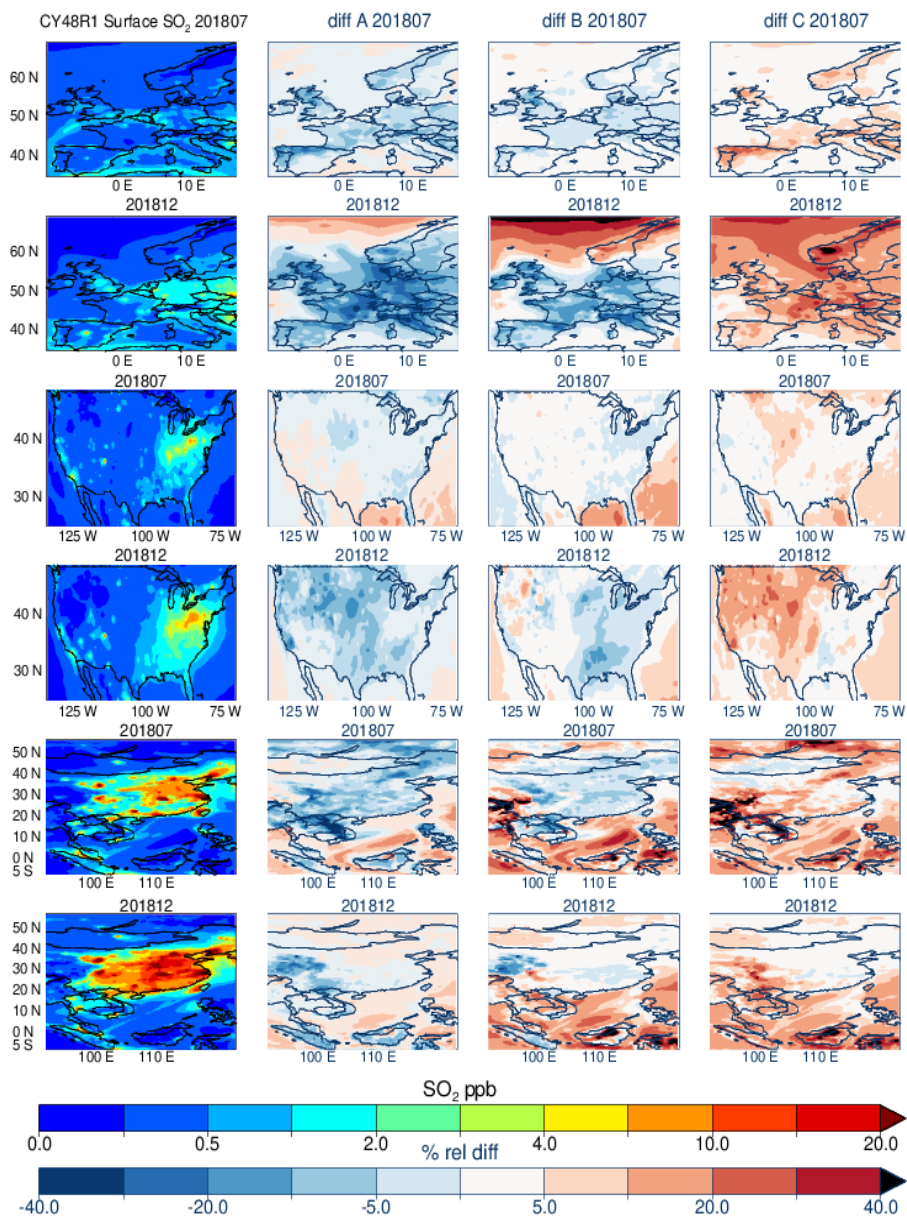 CY48R1 Surface SO₂ 201807 diff A 201807 diff B 201807 diff C 201807
60 N
50 N
40 N
0 E 10 E 0 E 10 E 0 E 10 E 0 E 10 E
201812 201812 201812 201812
60 N
50 N
40 N
0 E 10 E 0 E 10 E 0 E 10 E 0 E 10 E
201807 201807 201807 201807
40 N
30 N
125 W 100 W 75 W 125 W 100 W 75 W 125 W 100 W 75 W 125 W 100 W 75 W
201812 201812 201812 201812
40 N
30 N
125 W 100 W 75 W 125 W 100 W 75 W 125 W 100 W 75 W 125 W 100 W 75 W
201807 201807 201807 201807
50 N
40 N
30 N
20 N
10 N
0 N
5 S
100 E 110 E 100 E 110 E 100 E 110 E 100 E 110 E
201812 201812 201812 201812
50 N
40 N
30 N
20 N
10 N
0 N
5 S
100 E 110 E 100 E 110 E 100 E 110 E 100 E 110 E
SO₂ ppb
0.0 0.5 2.0 4.0 10.0 20.0
% rel diff
-40.0 -20.0 -5.0 5.0 20.0 40.0